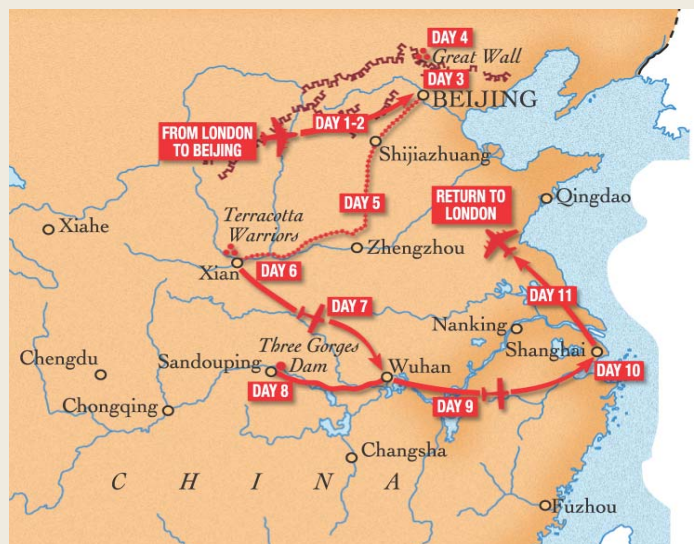 DAY 4
Great Wall
DAY 3
BEIJING
FROM LONDON
TO BEIJING
DAY 1-2
Shijiazhuang
DAY 5
RETURN TO
LONDON
Qingdao
Xiahe
Terracotta
Warriors
Zhengzhou
Xian
DAY 6
DAY 7
DAY 11
Nanking
Three Gorges
Dam
Shanghai
Chengdu
Sandouping
Wuhan
DAY 10
DAY 8
DAY 9
Chongqing
Changsha
CHINA
Fuzhou